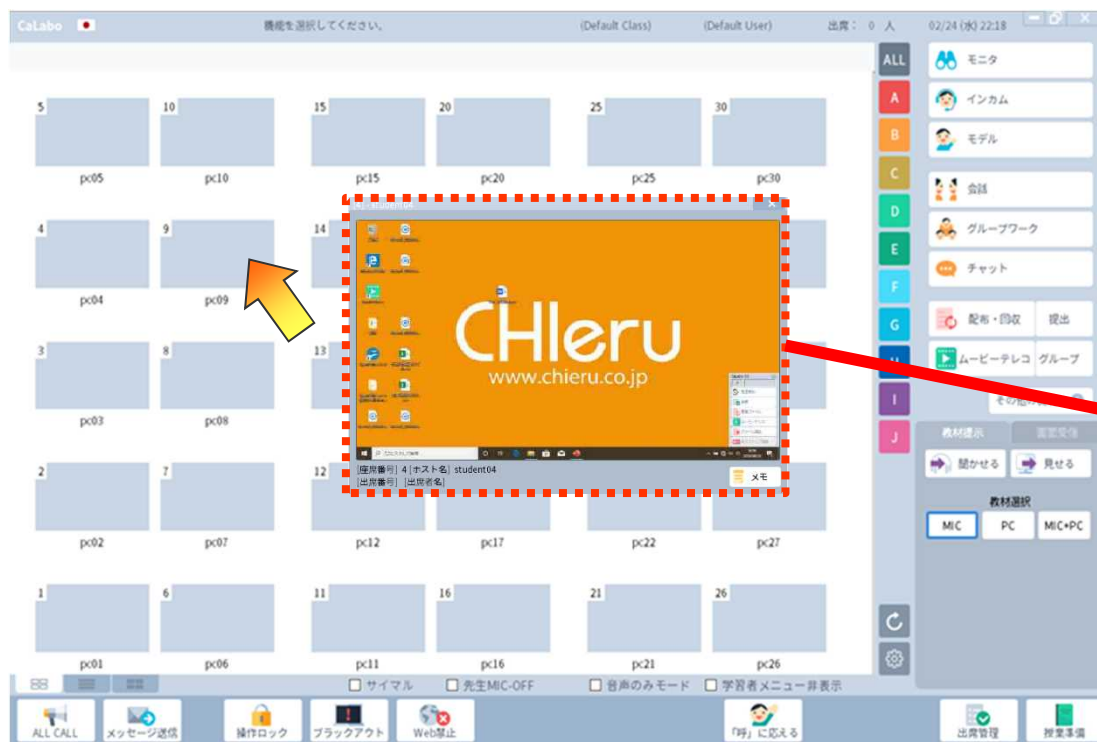 CaLabo
機能を選択してください。
(Default Class)
(Default User)
出席： 0 人
02/24 (水) 22:18
ALL
A
B
C
D
E
F
G
I
J
モニタ
インカム
モデル
会話
グループワーク
チャット
配布・回収 提出
ムービーテレコ グループ
教材提示 画面受信
聞かせる 見せる
教材選択
MIC PC MIC+PC
5 10 15 20 25 30
pc05 pc10 pc15 pc20 pc25 pc30
4 9 14
pc04 pc09
3 8 13
pc03 pc08
2 7 12
pc02 pc07 pc12 pc17 pc22 pc27
1 6 11 16 21 26
pc01 pc06 pc11 pc16 pc21 pc26
student04
CHIeru
www.chieru.co.jp
[座席番号] 4 [ホスト名] student04
[出席番号] [出席者名]
メモ
サイマル 先生MIC-OFF 音声のみモード 学習者メニュー非表示
ALL CALL メッセージ送信 操作ロック ブラックアウト Web禁止 「呼」に応える 出席管理 授業準備